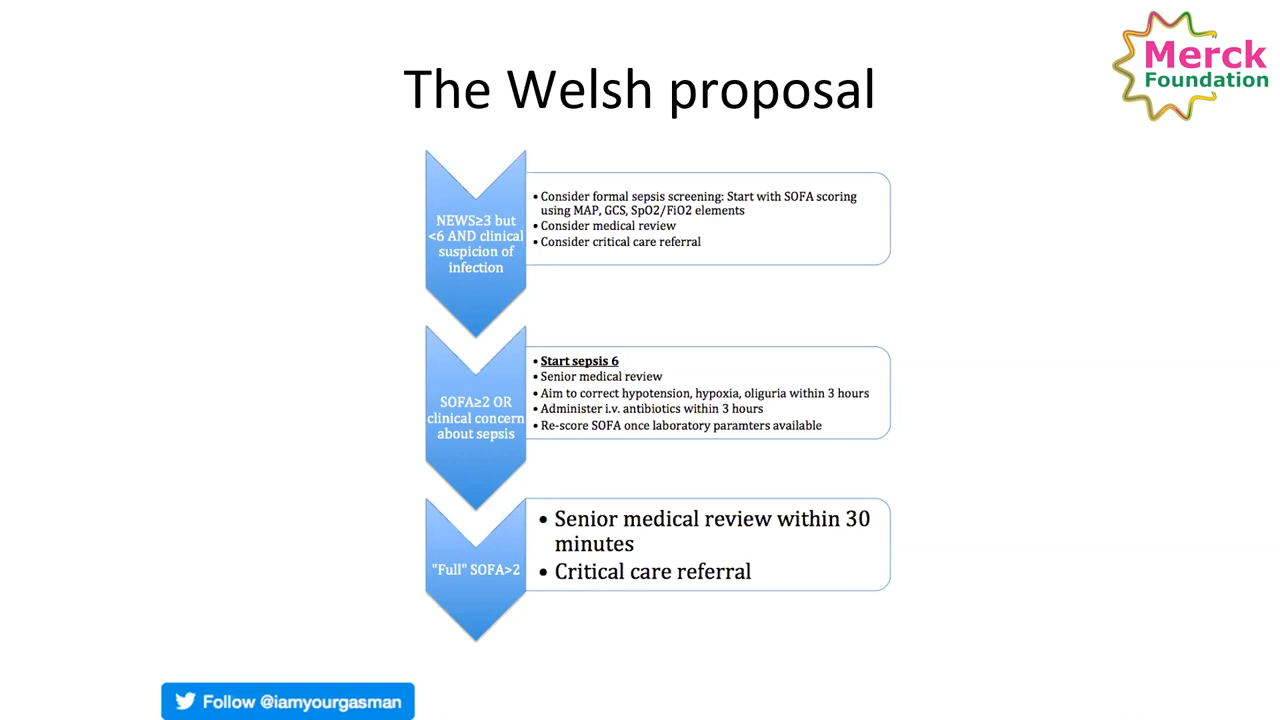 Merck
Foundation
The Welsh proposal
NEWS≥3 but
<6 AND clinical
suspicion of
infection
• Consider formal sepsis screening: Start with SOFA scoring
using MAP, GCS, SpO2/FiO2 elements
• Consider medical review
• Consider critical care referral
SOFA≥2 OR
clinical concern
about sepsis
• Start sepsis 6
• Senior medical review
• Aim to correct hypotension, hypoxia, oliguria within 3 hours
• Administer i.v. antibiotics within 3 hours
• Re-score SOFA once laboratory paramters available
"Full" SOFA>2
• Senior medical review within 30
minutes
• Critical care referral
Follow @iamyourgasman